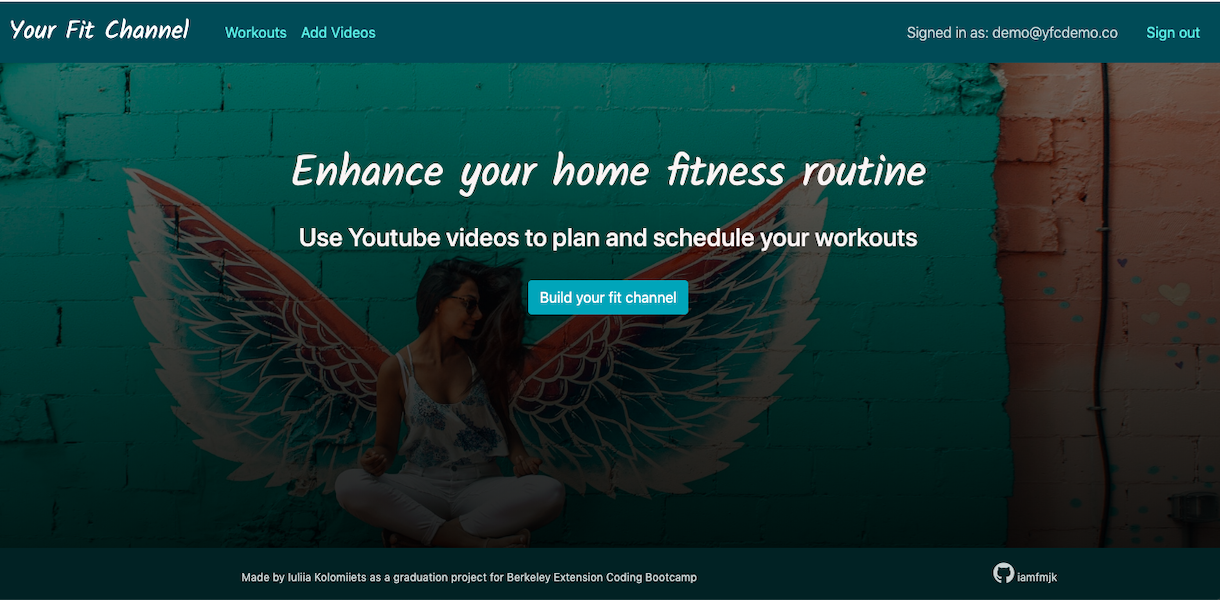 Your Fit Channel Workouts Add Videos Signed in as: demo@yfcdemo.co Sign out
Enhance your home fitness routine
Use Youtube videos to plan and schedule your workouts
Build your fit channel
Made by Iuliia Kolomiiets as a graduation project for Berkeley Extension Coding Bootcamp iamfmjk